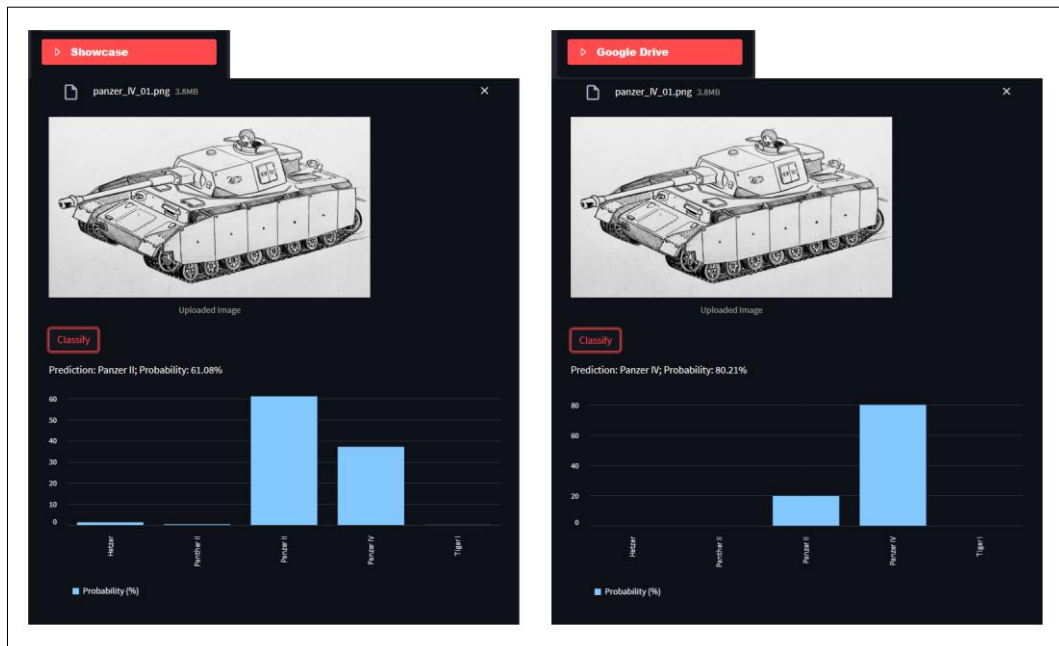 Showcase
panzer_IV_01.png 3.8MB
Uploaded Image
Classify
Prediction: Panzer II; Probability: 61.08%
60
50
40
30
20
10
0
Hetzer
Panther II
Panzer II
Panzer IV
Tiger I
Probability (%)
Google Drive
panzer_IV_01.png 3.8MB
Uploaded Image
Classify
Prediction: Panzer IV; Probability: 80.21%
80
60
40
20
0
Hetzer
Panther II
Panzer II
Panzer IV
Tiger I
Probability (%)